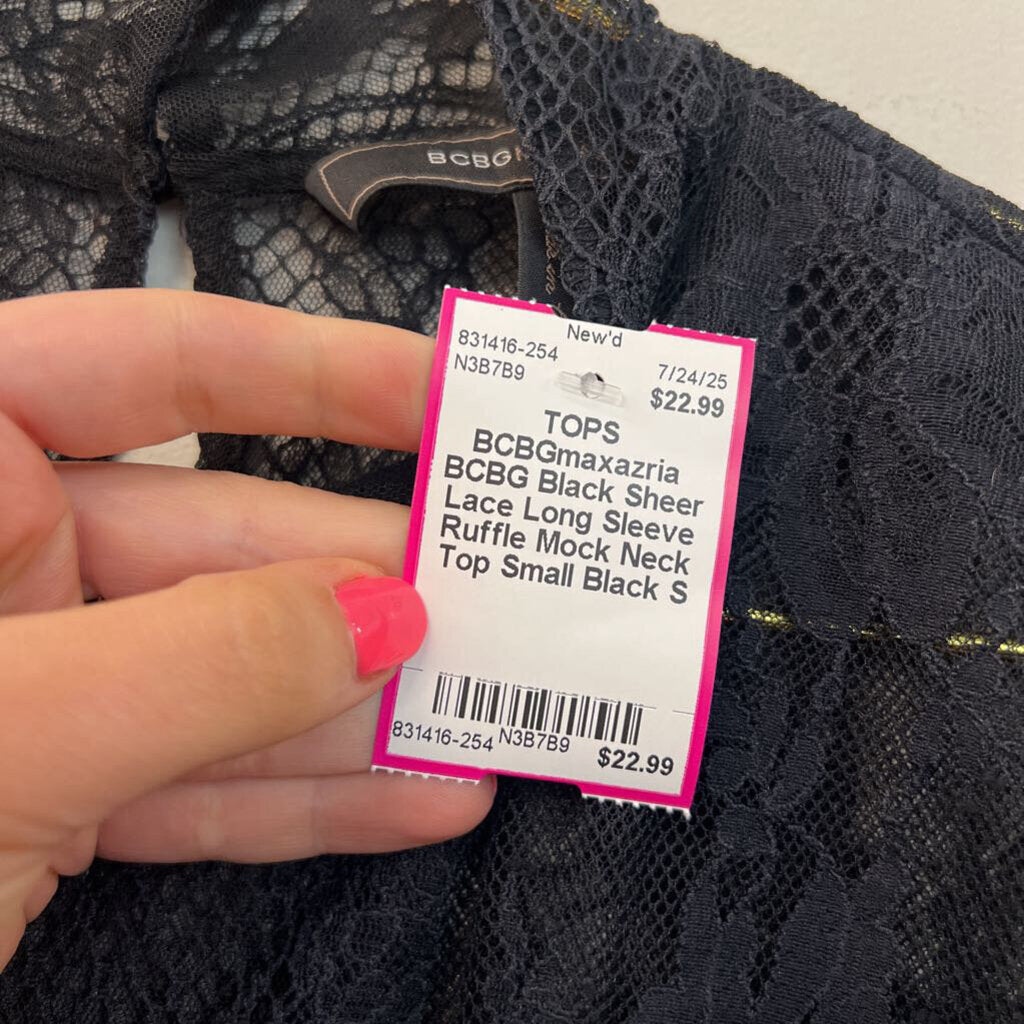 BCBG
New'd
831416-254
N3B7B9
7/24/25
$22.99
TOPS
BCBGmaxazria
BCBG Black Sheer
Lace Long Sleeve
Ruffle Mock Neck
Top Small Black S
831416-254 N3B7B9 $22.99